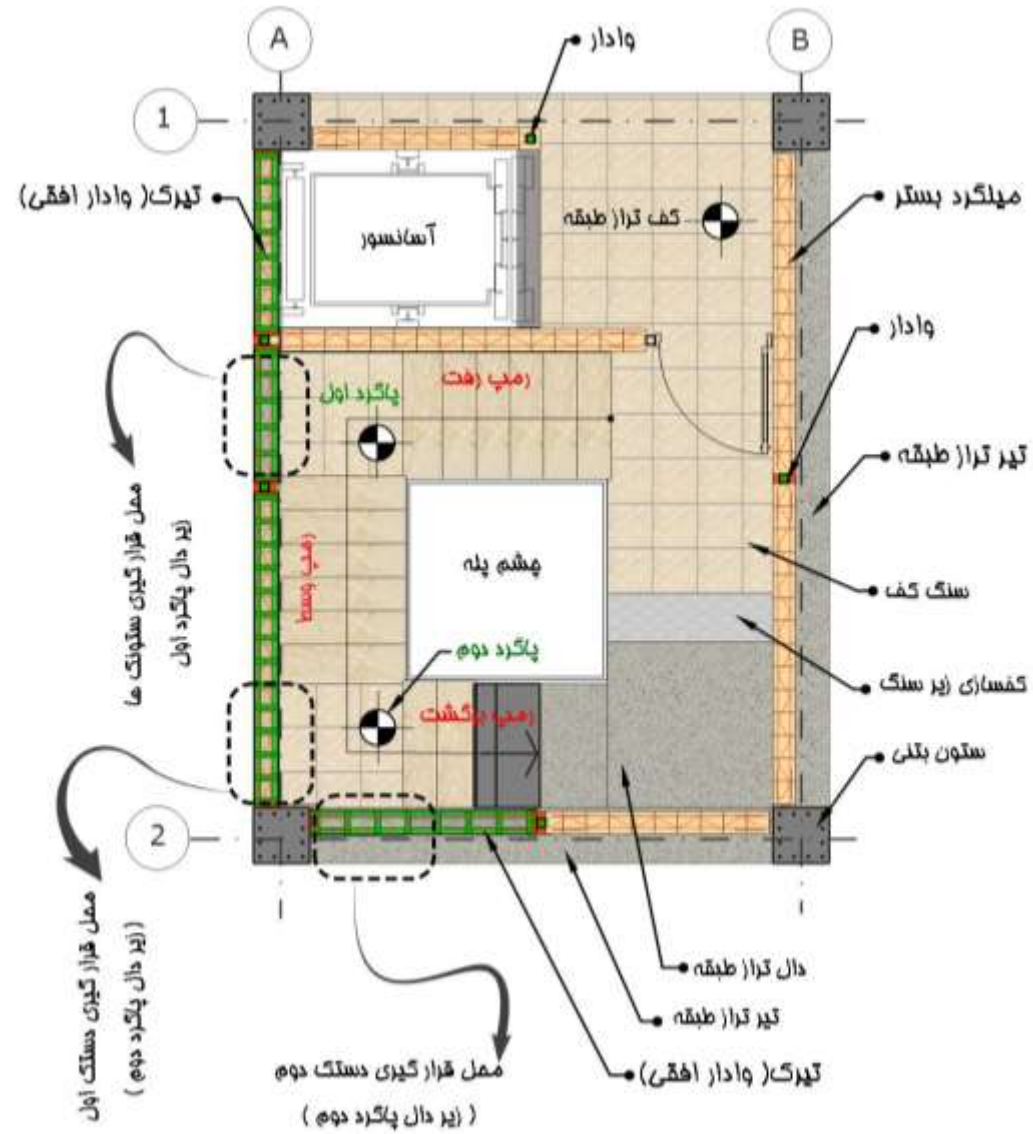 A
B
وادار
1
تیرک( وادار افقی)
میلگرد بستر
کف تراز طبقه
آسانسور
وادار
رمپ رفت
پاگرد اول
تیر تراز طبقه
محل قرار گیری ستونک ها
زیر دال پاگرد اول
رمپ وسط
چشم پله
سنگ کف
پاگرد دوم
کفسازی زیر سنگ
رمپ برگشت
ستون بتنی
2
محل قرار گیری دستک اول
( زیر دال پاگرد دوم )
دال تراز طبقه
تیر تراز طبقه
محل قرار گیری دستک دوم
( زیر دال پاگرد دوم )
تیرک( وادار افقی)